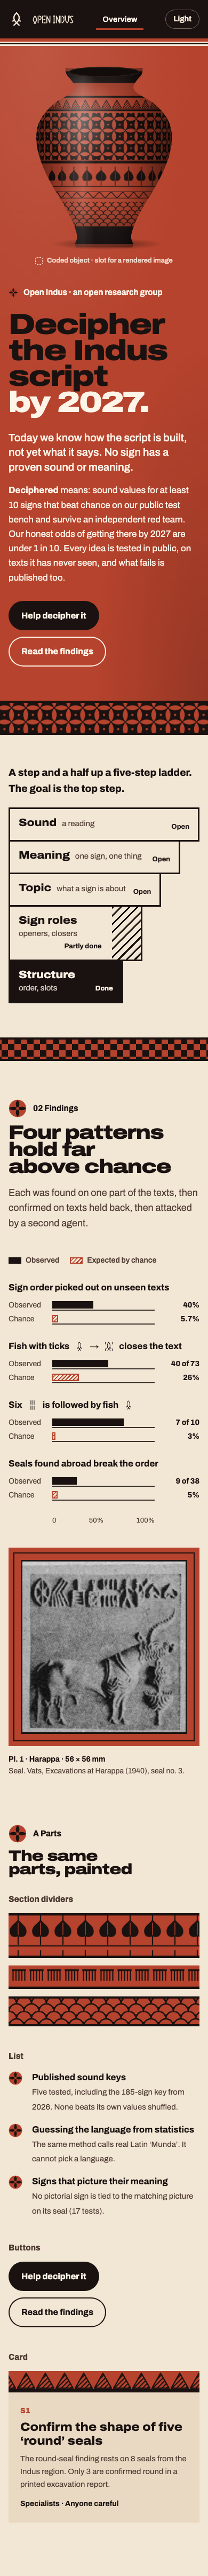 OPEN INDUS
Overview
Light
Coded object · slot for a rendered image
Open Indus · an open research group
Decipher
the Indus
script
by 2027.
Today we know how the script is built,
not yet what it says. No sign has a
proven sound or meaning.
Deciphered means: sound values for at least
10 signs that beat chance on our public test
bench and survive an independent red team.
Our honest odds of getting there by 2027 are
under 1 in 10. Every idea is tested in public, on
texts it has never seen, and what fails is
published too.
Help decipher it
Read the findings
A step and a half up a five-step ladder.
The goal is the top step.
Sound a reading Open
Meaning one sign, one thing Open
Topic what a sign is about Open
Sign roles
openers, closers
Partly done
Structure
order, slots Done
02 Findings
Four patterns
hold far
above chance
Each was found on one part of the texts, then
confirmed on texts held back, then attacked
by a second agent.
Observed Expected by chance
Sign order picked out on unseen texts
Observed 40%
Chance 5.7%
Fish with ticks → closes the text
Observed 40 of 73
Chance 26%
Six is followed by fish
Observed 7 of 10
Chance 3%
Seals found abroad break the order
Observed 9 of 38
Chance 5%
0 50% 100%
Pl. 1 · Harappa · 56 × 56 mm
Seal. Vats, Excavations at Harappa (1940), seal no. 3.
A Parts
The same
parts, painted
Section dividers
List
Published sound keys
Five tested, including the 185-sign key from
2026. None beats its own values shuffled.
Guessing the language from statistics
The same method calls real Latin ‘Munda’. It
cannot pick a language.
Signs that picture their meaning
No pictorial sign is tied to the matching picture
on its seal (17 tests).
Buttons
Help decipher it
Read the findings
Card
S1
Confirm the shape of five
‘round’ seals
The round-seal finding rests on 8 seals from the
Indus region. Only 3 are confirmed round in a
printed excavation report.
Specialists · Anyone careful